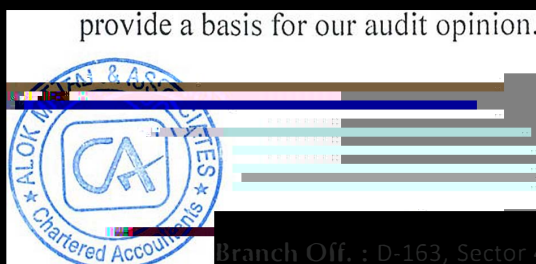 provide a basis for our audit opinion.
ALOK & ASSOCIATES
CA
Chartered Accountants
Branch Off. : D-163, Sector